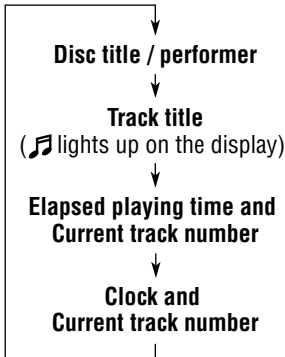 Disc title / performer
Track title
(🎵 lights up on the display)
Elapsed playing time and
Current track number
Clock and
Current track number